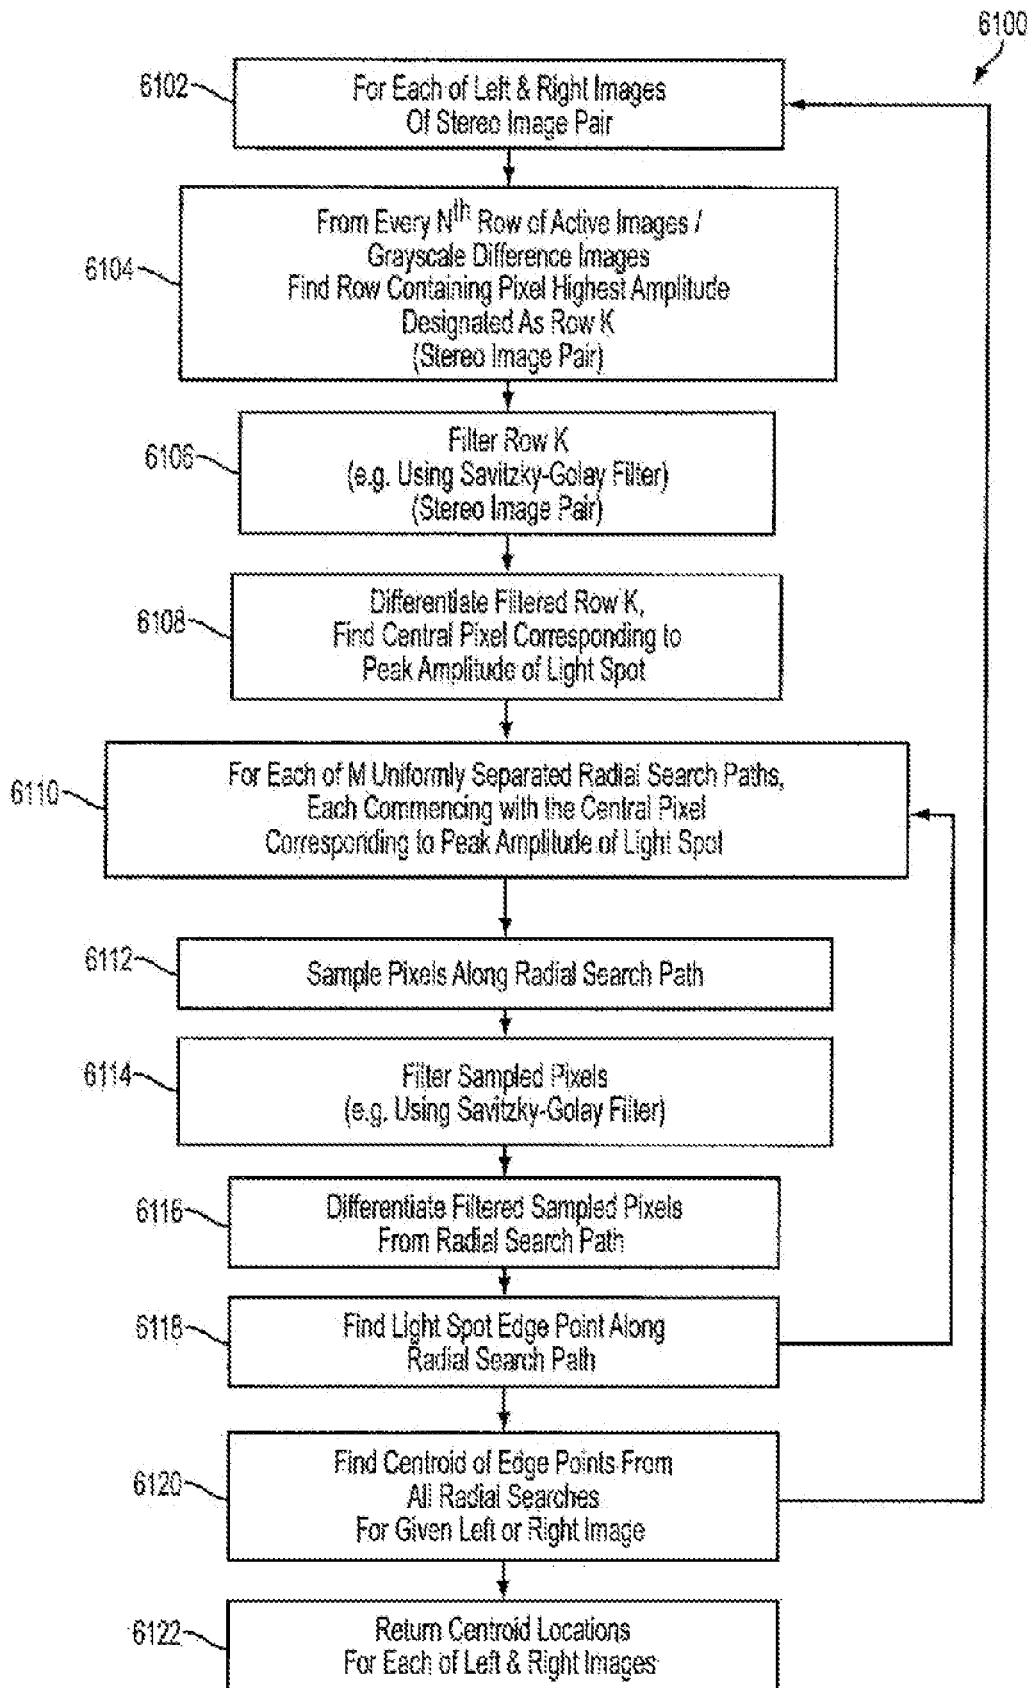 6100
6102
For Each of Left & Right Images
Of Stereo Image Pair
6104
From Every Nth Row of Active Images /
Grayscale Difference Images
Find Row Containing Pixel Highest Amplitude
Designated As Row K
(Stereo Image Pair)
6106
Filter Row K
(e.g. Using Savitzky-Golay Filter)
(Stereo Image Pair)
6108
Differentiate Filtered Row K,
Find Central Pixel Corresponding to
Peak Amplitude of Light Spot
6110
For Each of M Uniformly Separated Radial Search Paths,
Each Commencing with the Central Pixel
Corresponding to Peak Amplitude of Light Spot
6112
Sample Pixels Along Radial Search Path
6114
Filter Sampled Pixels
(e.g. Using Savitzky-Golay Filter)
6116
Differentiate Filtered Sampled Pixels
From Radial Search Path
6118
Find Light Spot Edge Point Along
Radial Search Path
6120
Find Centroid of Edge Points From
All Radial Searches
For Given Left or Right Image
6122
Return Centroid Locations
For Each of Left & Right Images